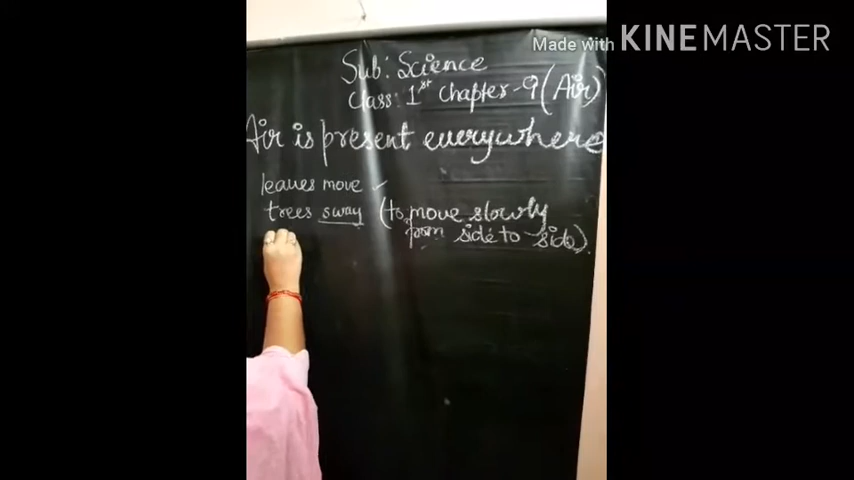 Made with KINEMASTER
Sub: Science
Class: 1st Chapter-9 (Air)
Air is present everywhere
leaves move ✓
trees sway (to move slowly
from side to side).